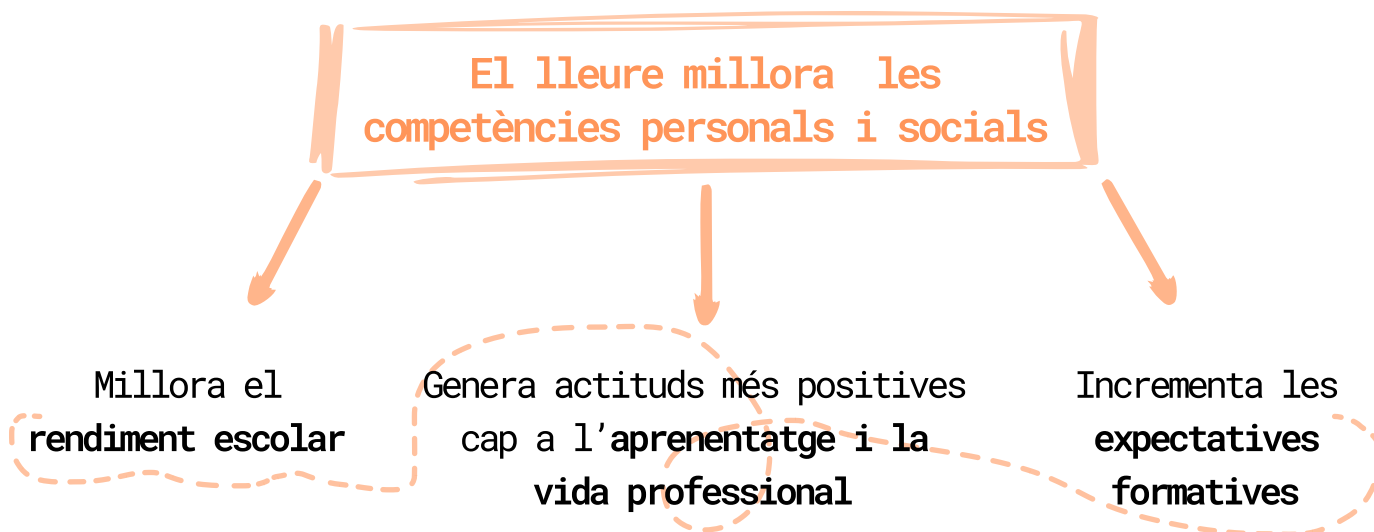 El lleure millora les
competències personals i socials
Millora el
rendiment escolar
Genera actituds més positives
cap a l’aprenentatge i la
vida professional
Incrementa les
expectatives
formatives